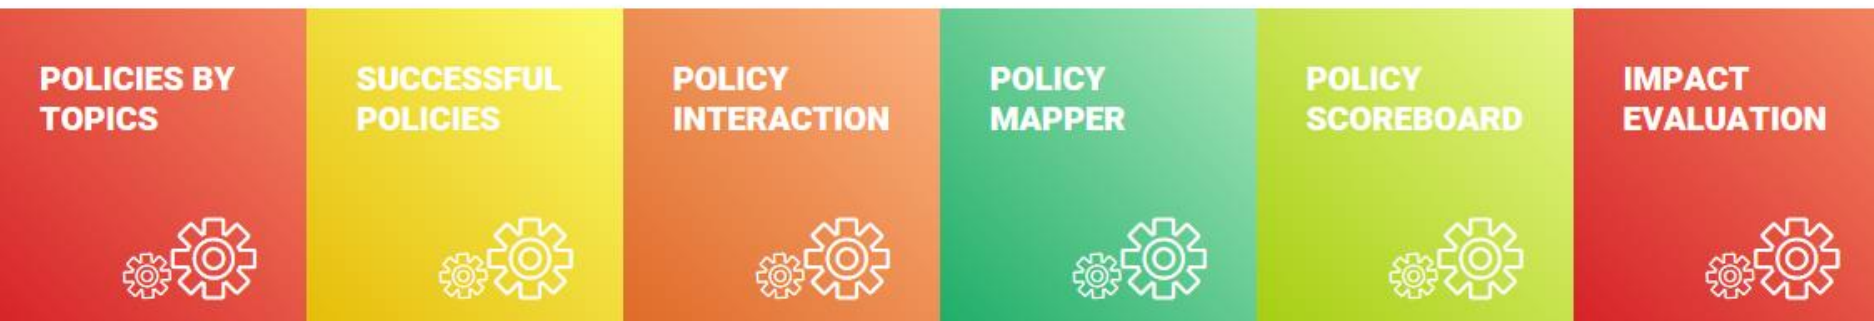 POLICIES BY
TOPICS
SUCCESSFUL
POLICIES
POLICY
INTERACTION
POLICY
MAPPER
POLICY
SCOREBOARD
IMPACT
EVALUATION